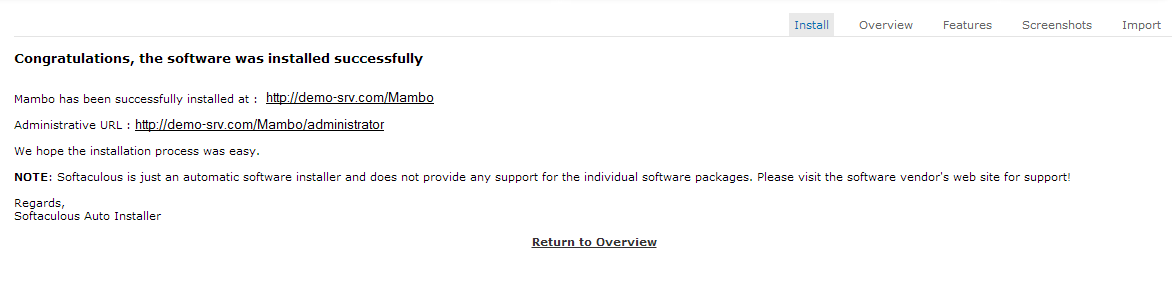 Install Overview Features Screenshots Import
Congratulations, the software was installed successfully
Mambo has been successfully installed at : http://demo-srv.com/Mambo
Administrative URL : http://demo-srv.com/Mambo/administrator
We hope the installation process was easy.
NOTE: Softaculous is just an automatic software installer and does not provide any support for the individual software packages. Please visit the software vendor's web site for support!
Regards,
Softaculous Auto Installer
Return to Overview